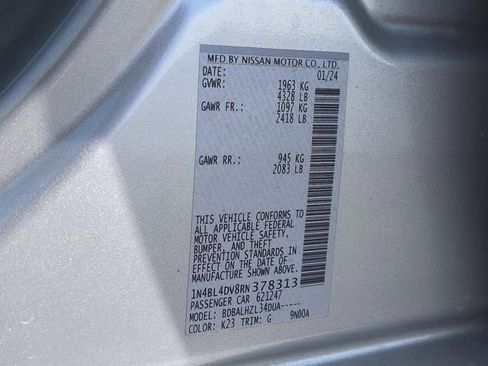 MFD BY NISSAN MOTOR CO., LTD.
DATE: 01/24
GVWR: 1963 KG
4328 LB
GAWR FR.: 1097 KG
2418 LB
GAWR RR.: 945 KG
2083 LB
THIS VEHICLE CONFORMS TO
ALL APPLICABLE FEDERAL
MOTOR VEHICLE SAFETY,
BUMPER, AND THEFT
PREVENTION STANDARDS IN
EFFECT ON THE DATE OF
MANUFACTURE SHOWN ABOVE.
1N4BL4DV8RN378313
PASSENGER CAR 621247
MODEL: BDBALHZL34DUA-----
COLOR: K23 TRIM: G 9N00A